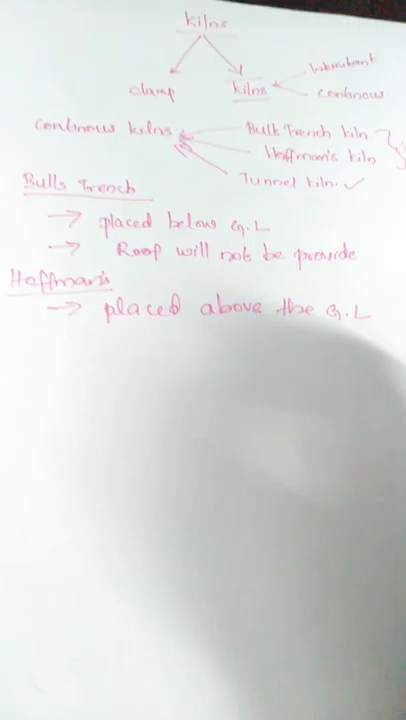 kilns
clamp kilns Intermitant
continous
continous kilns Bulls Trench kiln
Hoffman's kiln
Tunnel kiln ✓
Bulls Trench
→ placed below G.L
→ Roof will not be provide
Hoffman's
→ placed above the G.L